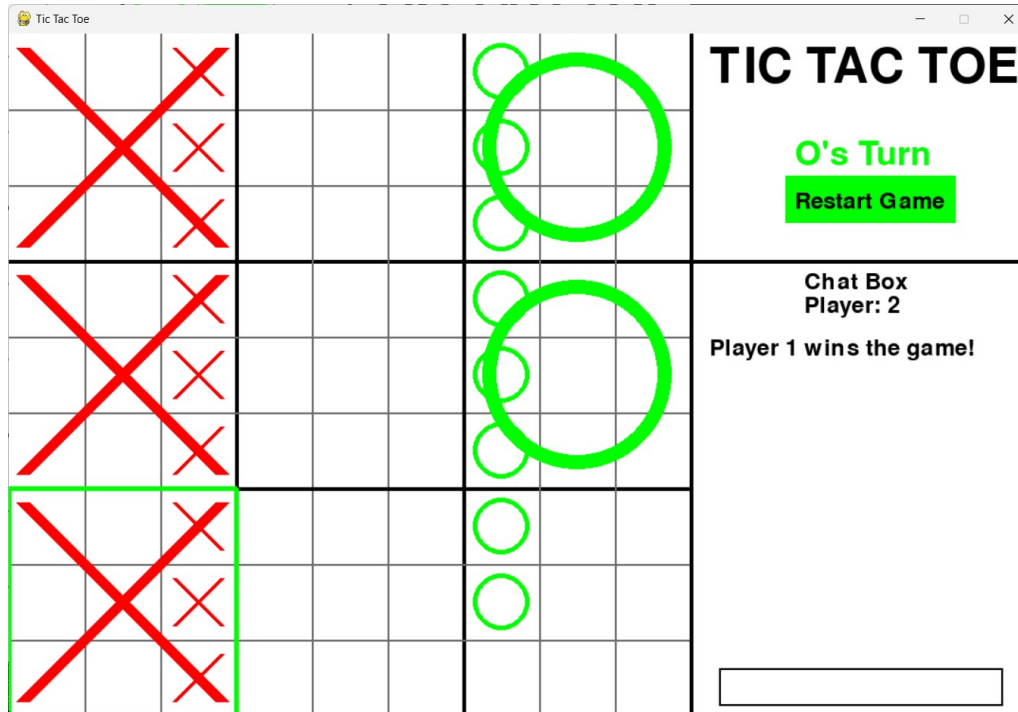 Tic Tac Toe
TIC TAC TOE
O's Turn
Restart Game
Chat Box
Player: 2
Player 1 wins the game!